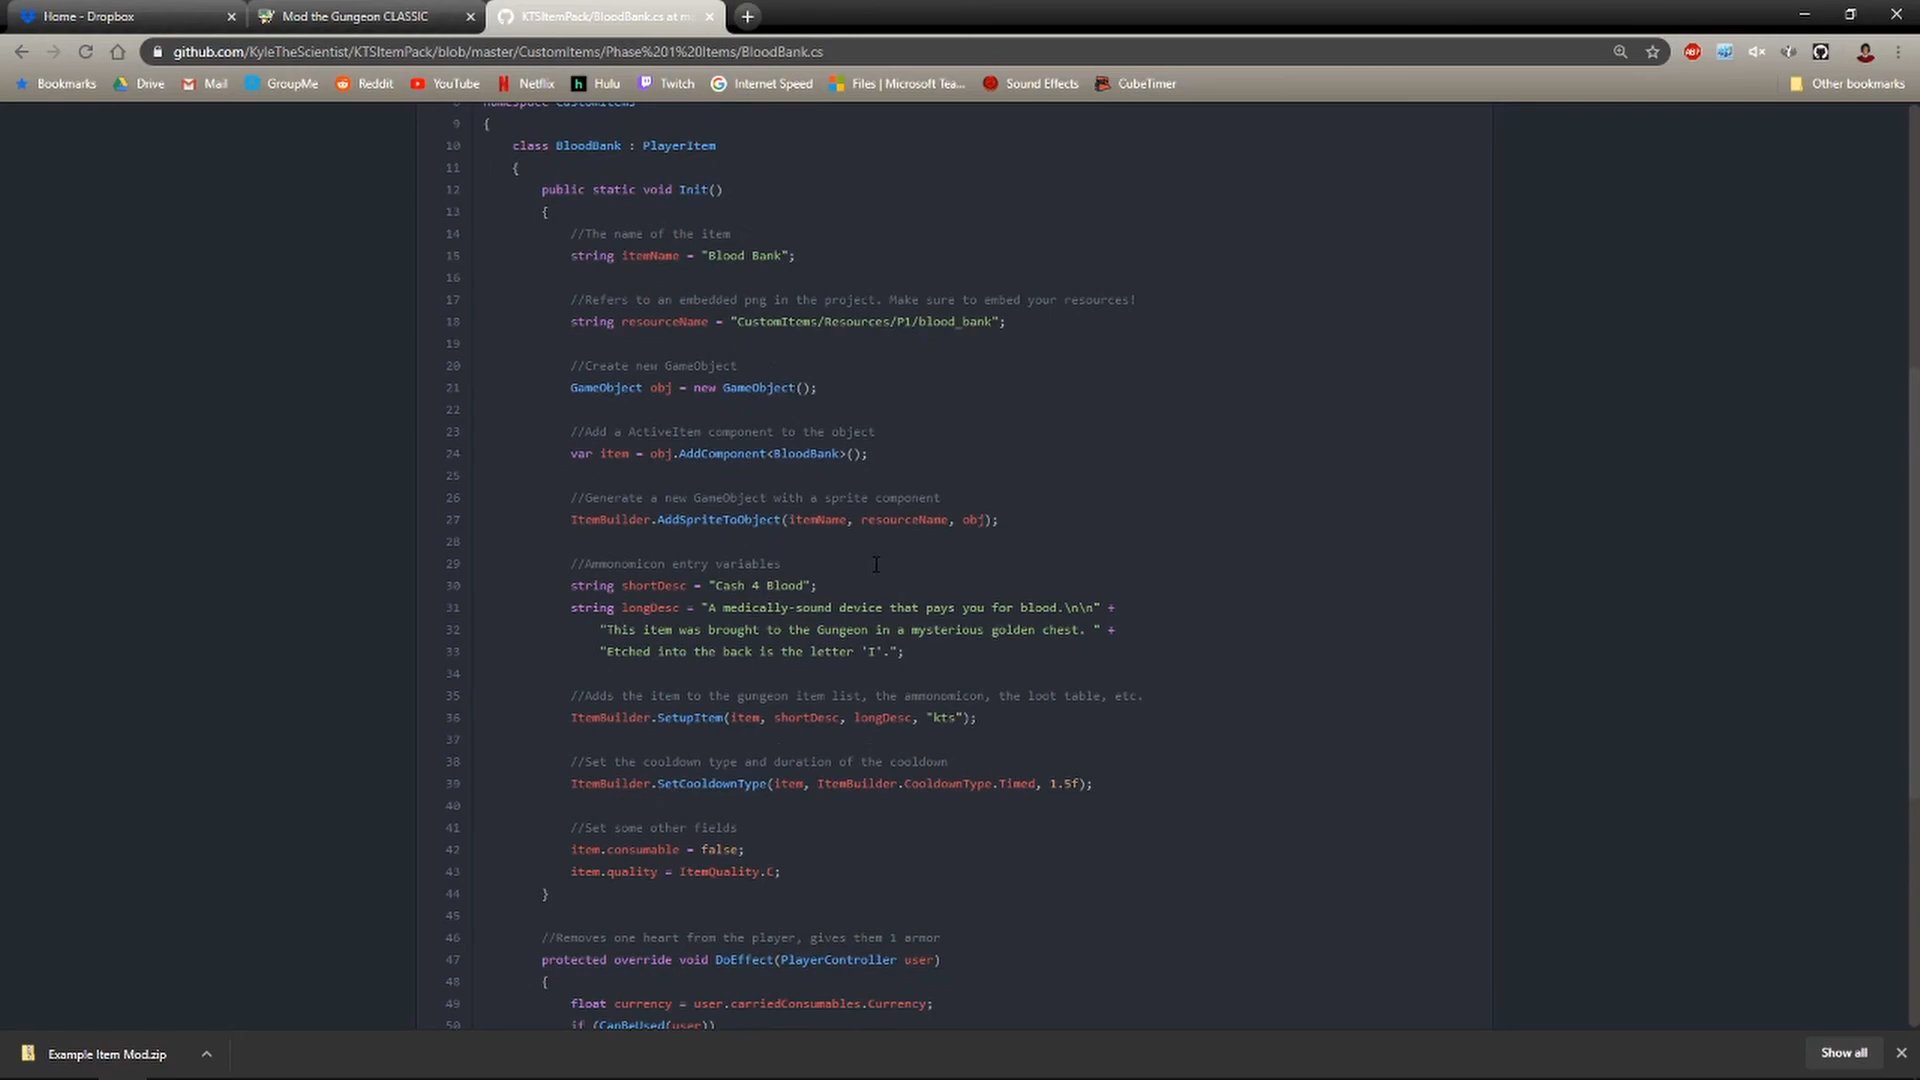 Home - Dropbox
Mod the Gungeon CLASSIC
KTSItemPack/BloodBank.cs at m
github.com/KyleTheScientist/KTSItemPack/blob/master/CustomItems/Phase%201%20Items/BloodBank.cs
Bookmarks Drive Mail GroupMe Reddit YouTube Netflix Hulu Twitch Internet Speed Files | Microsoft Tea... Sound Effects CubeTimer Other bookmarks
8 namespace CustomItems
9 {
10 class BloodBank : PlayerItem
11 {
12 public static void Init()
13 {
14 //The name of the item
15 string itemName = "Blood Bank";
16
17 //Refers to an embedded png in the project. Make sure to embed your resources!
18 string resourceName = "CustomItems/Resources/P1/blood_bank";
19
20 //Create new GameObject
21 GameObject obj = new GameObject();
22
23 //Add a ActiveItem component to the object
24 var item = obj.AddComponent<BloodBank>();
25
26 //Generate a new GameObject with a sprite component
27 ItemBuilder.AddSpriteToObject(itemName, resourceName, obj);
28
29 //Ammonomicon entry variables
30 string shortDesc = "Cash 4 Blood";
31 string longDesc = "A medically-sound device that pays you for blood.\n\n" +
32 "This item was brought to the Gungeon in a mysterious golden chest. " +
33 "Etched into the back is the letter 'I'.";
34
35 //Adds the item to the gungeon item list, the ammonomicon, the loot table, etc.
36 ItemBuilder.SetupItem(item, shortDesc, longDesc, "kts");
37
38 //Set the cooldown type and duration of the cooldown
39 ItemBuilder.SetCooldownType(item, ItemBuilder.CooldownType.Timed, 1.5f);
40
41 //Set some other fields
42 item.consumable = false;
43 item.quality = ItemQuality.C;
44 }
45
46 //Removes one heart from the player, gives them 1 armor
47 protected override void DoEffect(PlayerController user)
48 {
49 float currency = user.carriedConsumables.Currency;
50 if (CanBeUsed(user))
Example Item Mod.zip
Show all